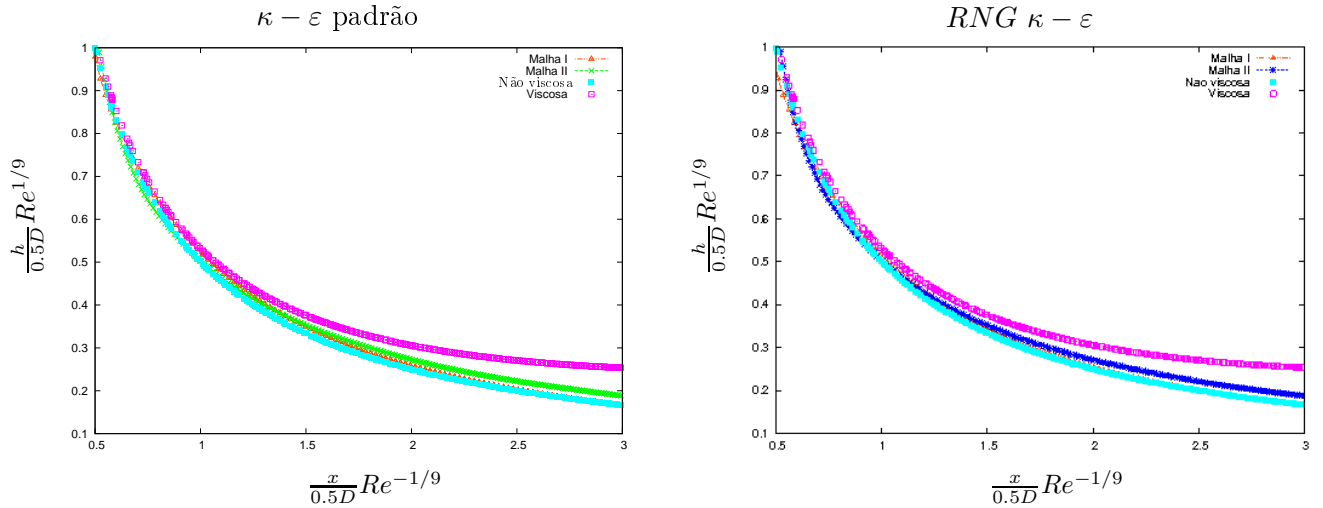 κ − ε padrão
1
0.9
0.8
0.7
0.6
0.5
0.4
0.3
0.2
0.1
0.5
1
1.5
2
2.5
3
Malha I
Malha II
Não viscosa
Viscosa
h/0.5D Re^1/9
x/0.5D Re^−1/9
RNG κ − ε
1
0.9
0.8
0.7
0.6
0.5
0.4
0.3
0.2
0.1
0.5
1
1.5
2
2.5
3
Malha I
Malha II
Nao viscosa
Viscosa
h/0.5D Re^1/9
x/0.5D Re^−1/9